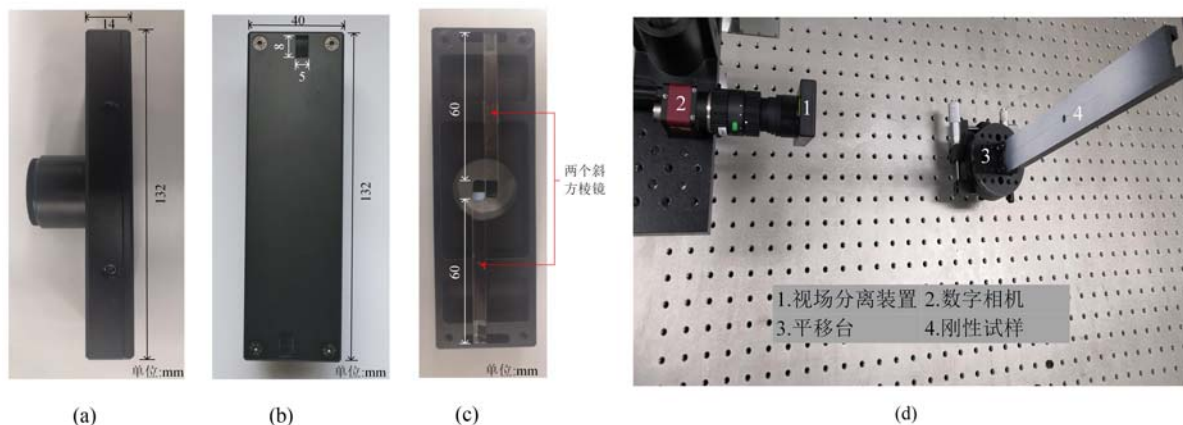 14
132
单位:mm
(a)
40
8
5
132
单位:mm
(b)
60
60
两个斜
方棱镜
单位:mm
(c)
2
1
3
4
1.视场分离装置 2.数字相机
3.平移台 4.刚性试样
(d)